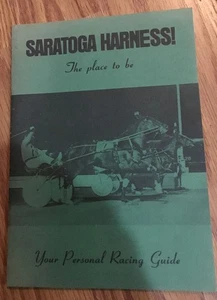 SARATOGA HARNESS!
The place to be
Your Personal Racing Guide